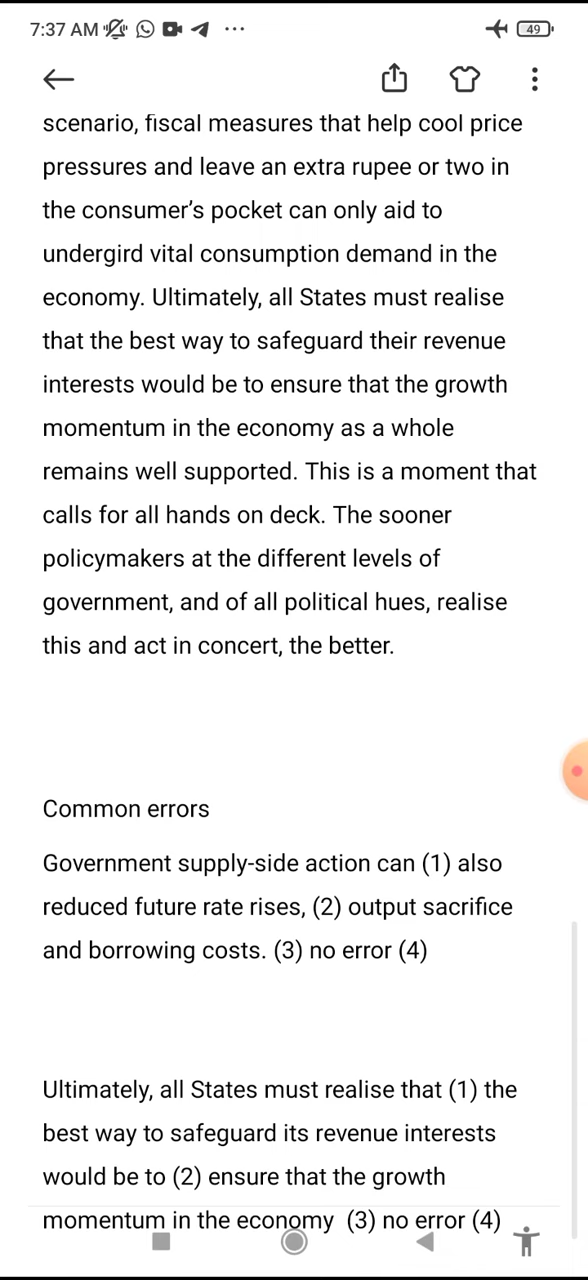 7:37 AM
49
scenario, fiscal measures that help cool price
pressures and leave an extra rupee or two in
the consumer's pocket can only aid to
undergird vital consumption demand in the
economy. Ultimately, all States must realise
that the best way to safeguard their revenue
interests would be to ensure that the growth
momentum in the economy as a whole
remains well supported. This is a moment that
calls for all hands on deck. The sooner
policymakers at the different levels of
government, and of all political hues, realise
this and act in concert, the better.
Common errors
Government supply-side action can (1) also
reduced future rate rises, (2) output sacrifice
and borrowing costs. (3) no error (4)
Ultimately, all States must realise that (1) the
best way to safeguard its revenue interests
would be to (2) ensure that the growth
momentum in the economy (3) no error (4)